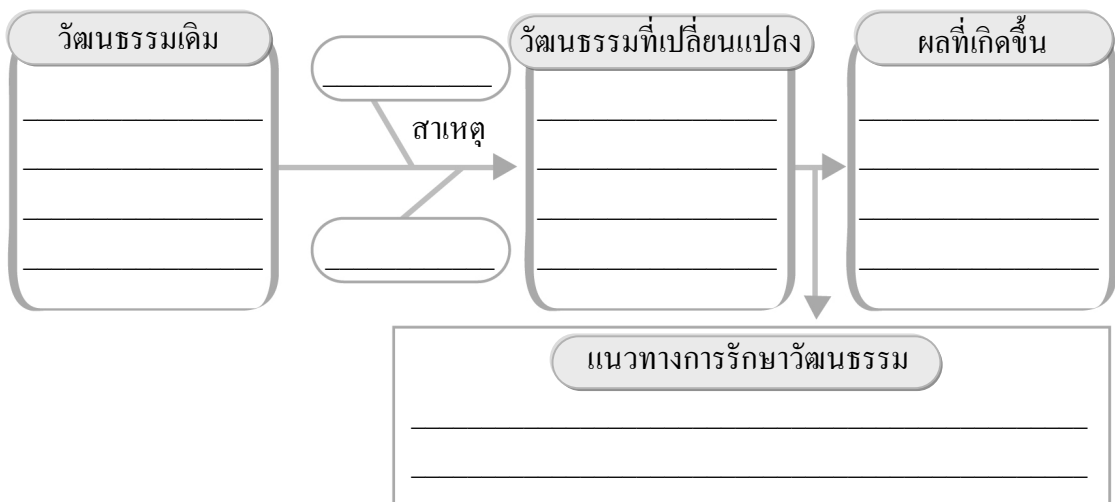 วัฒนธรรมเดิม
วัฒนธรรมที่เปลี่ยนแปลง
ผลที่เกิดขึ้น
สาเหตุ
แนวทางการรักษาวัฒนธรรม